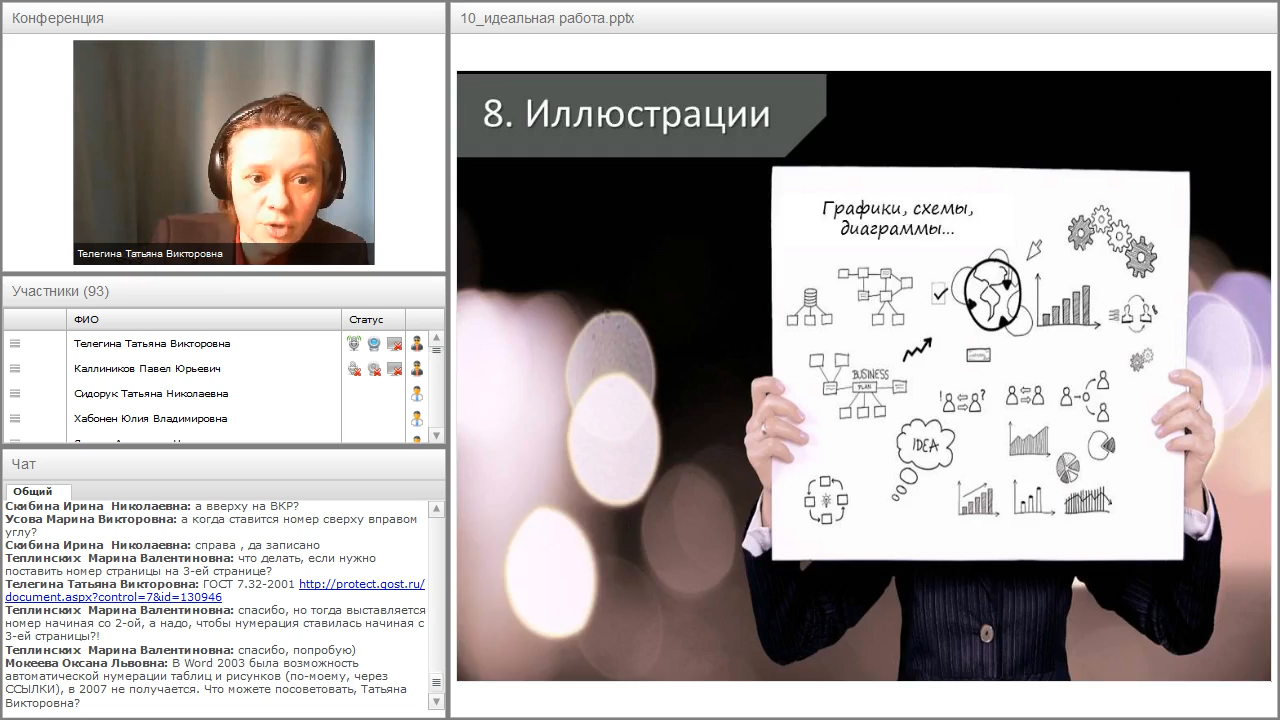 Конференция
Телегина Татьяна Викторовна
Участники (93)
ФИО
Статус
Телегина Татьяна Викторовна
Каллиников Павел Юрьевич
Сидорук Татьяна Николаевна
Хабонен Юлия Владимировна
Чат
Общий
Скибина Ирина Николаевна: а вверху на ВКР?
Усова Марина Викторовна: а когда ставится номер сверху вправом
углу?
Скибина Ирина Николаевна: справа , да записано
Теплинских Марина Валентиновна: что делать, если нужно
поставить номер страницы на 3-ей странице?
Телегина Татьяна Викторовна: ГОСТ 7.32-2001 http://protect.gost.ru/
document.aspx?control=7&id=130946
Теплинских Марина Валентиновна: спасибо, но тогда выставляется
номер начиная со 2-ой, а надо, чтобы нумерация ставилась начиная с
3-ей страницы?!
Теплинских Марина Валентиновна: спасибо, попробую)
Мокеева Оксана Львовна: В Word 2003 была возможность
автоматической нумерации таблиц и рисунков (по-моему, через
ССЫЛКИ), в 2007 не получается. Что можете посоветовать, Татьяна
Викторовна?
10_идеальная работа.pptx
8. Иллюстрации
Графики, схемы,
диаграммы...
BUSINESS
PLAN
IDEA